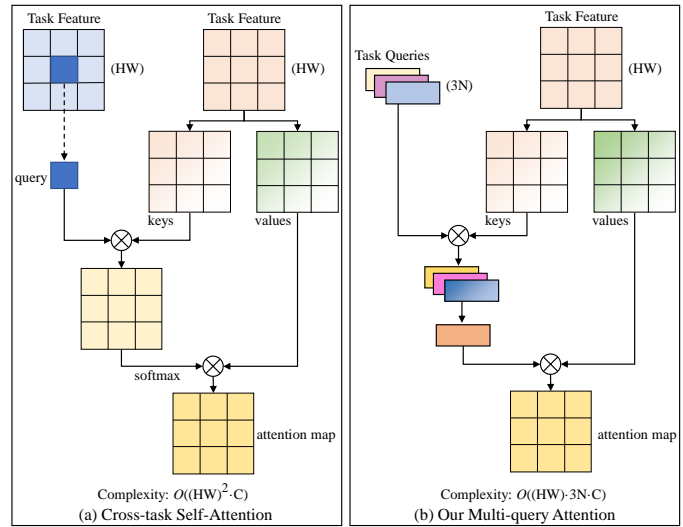 Task Feature
Task Feature
(HW)
(HW)
query
keys
values
softmax
attention map
Complexity: O((HW)²·C)
(a) Cross-task Self-Attention
Task Feature
Task Queries
(3N)
(HW)
keys
values
attention map
Complexity: O((HW)·3N·C)
(b) Our Multi-query Attention